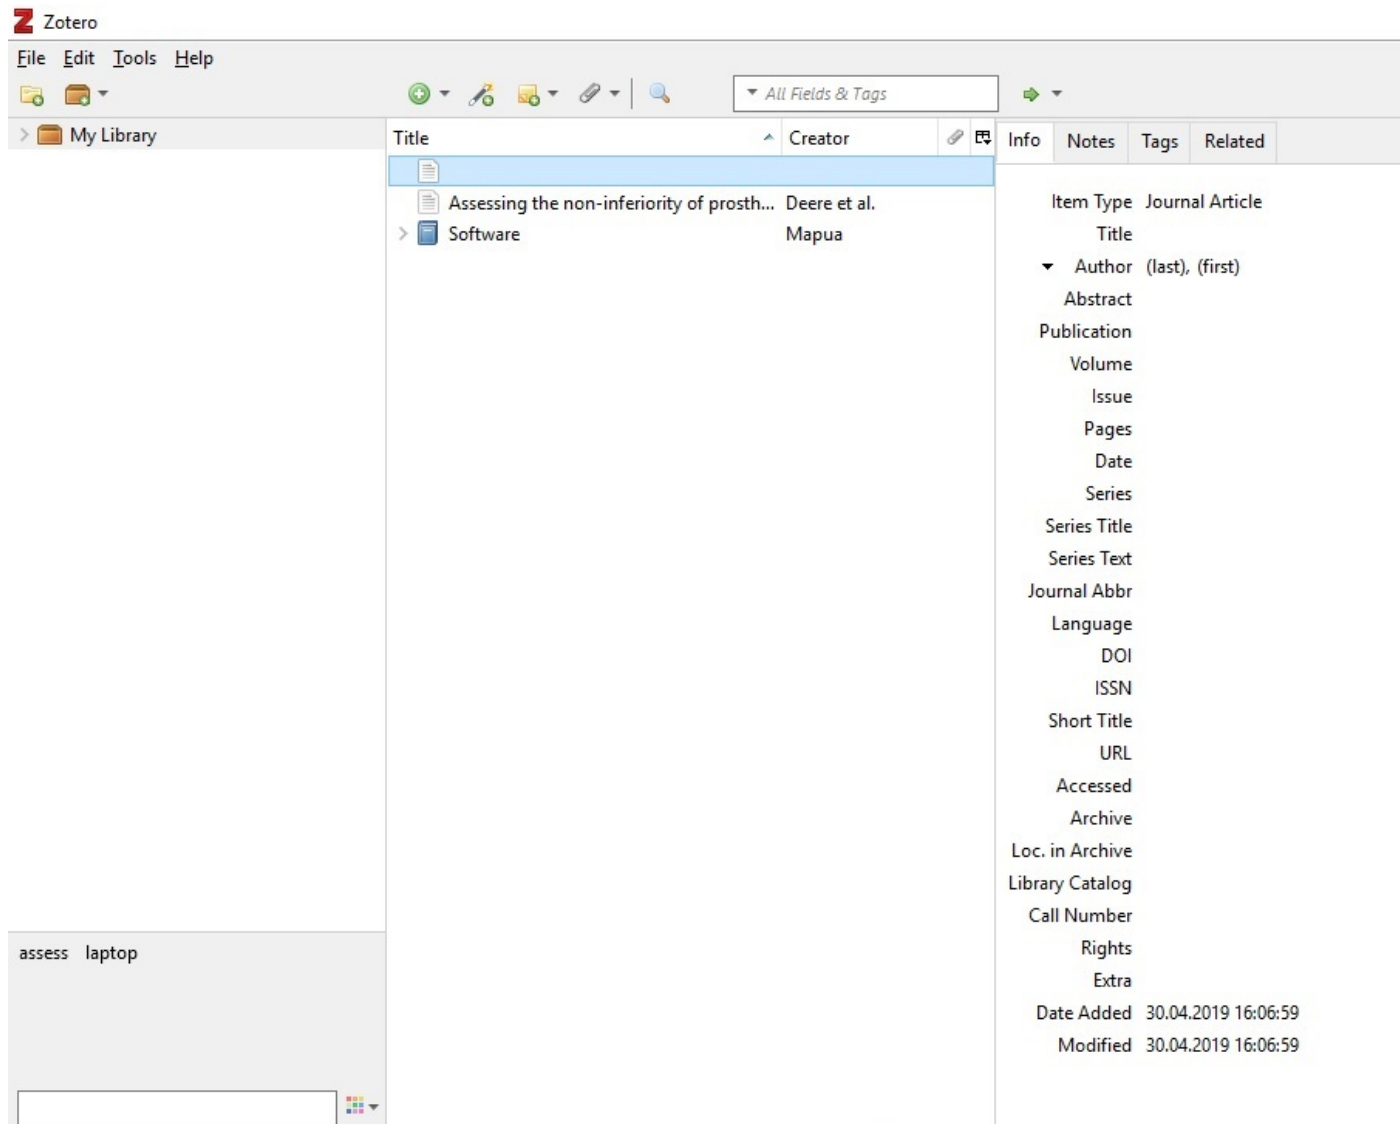 Zotero
File Edit Tools Help
All Fields & Tags
My Library
Title Creator
Assessing the non-inferiority of prosth... Deere et al.
Software Mapua
Info Notes Tags Related
Item Type Journal Article
Title
Author (last), (first)
Abstract
Publication
Volume
Issue
Pages
Date
Series
Series Title
Series Text
Journal Abbr
Language
DOI
ISSN
Short Title
URL
Accessed
Archive
Loc. in Archive
Library Catalog
Call Number
Rights
Extra
Date Added 30.04.2019 16:06:59
Modified 30.04.2019 16:06:59
assess laptop